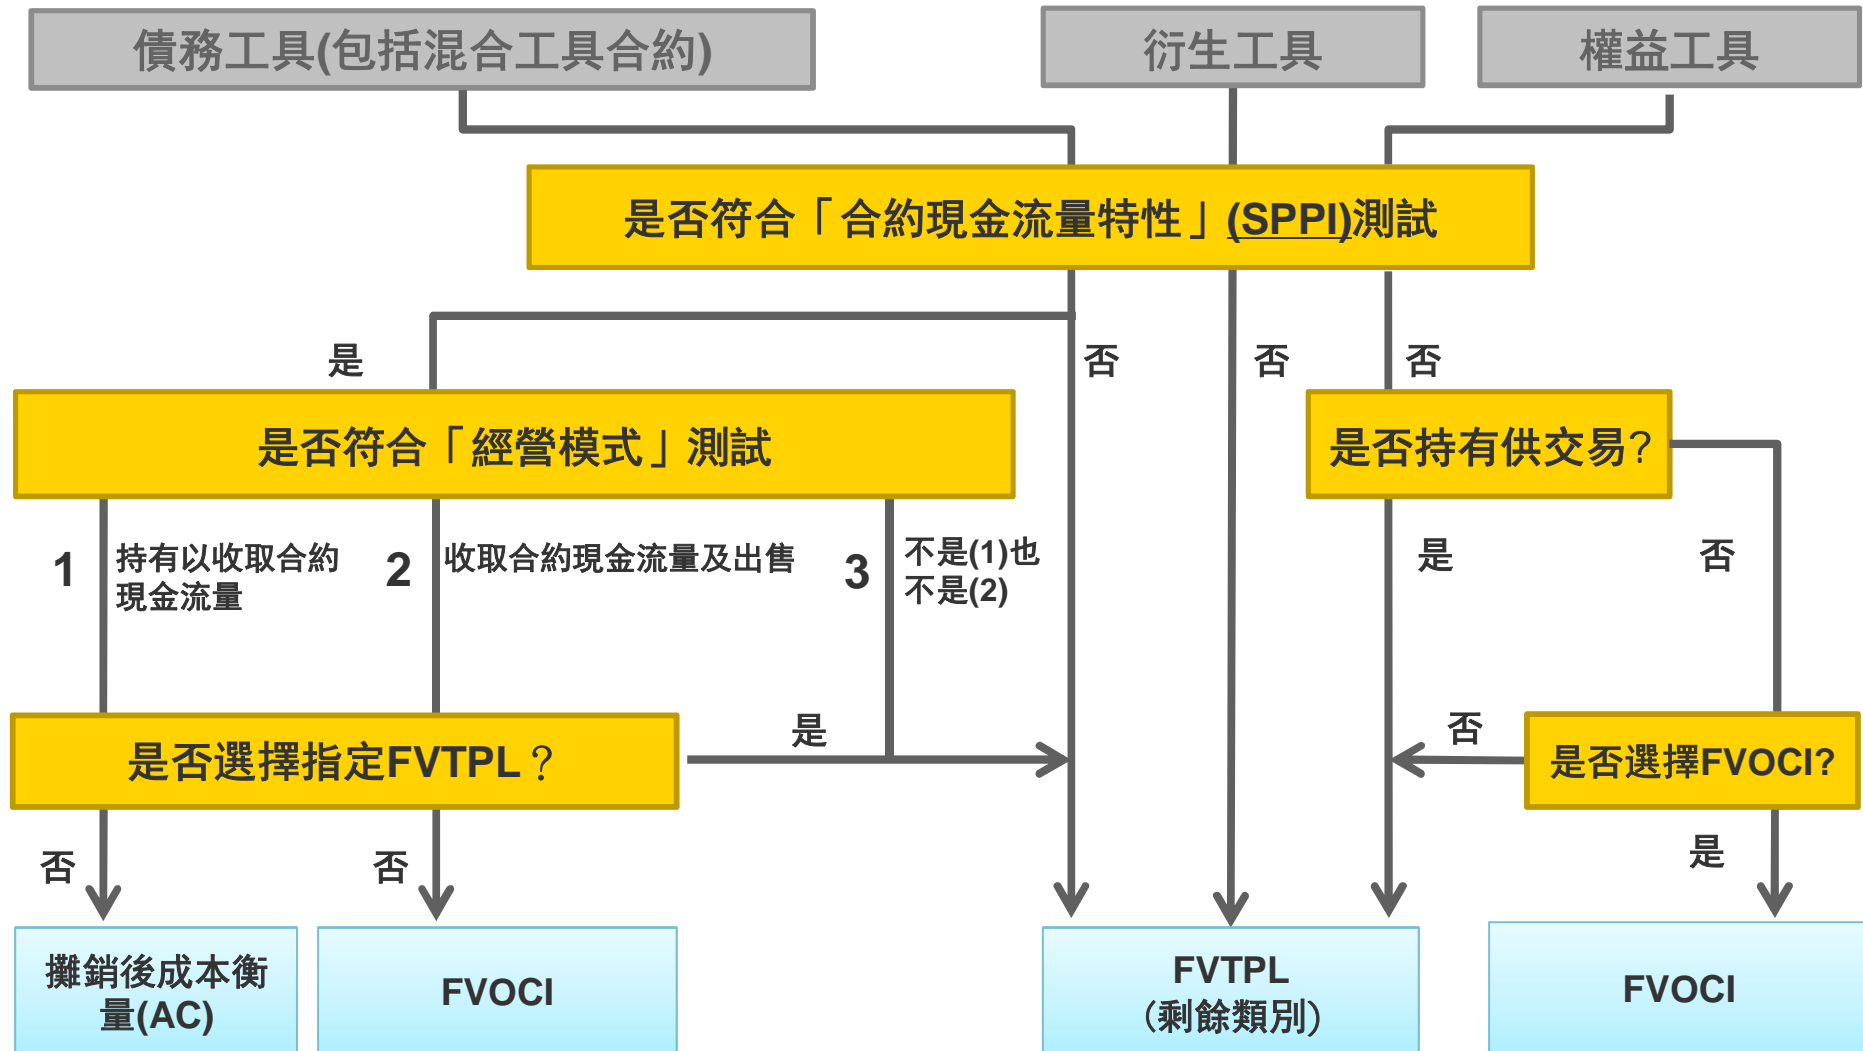 債務工具(包括混合工具合約)
衍生工具
權益工具
是否符合「合約現金流量特性」(SPPI)測試
是
否
否
否
是否符合「經營模式」測試
是否持有供交易?
1
持有以收取合約
現金流量
2
收取合約現金流量及出售
3
不是(1)也
不是(2)
是
否
是否選擇指定FVTPL？
是
否
是否選擇FVOCI?
否
否
是
攤銷後成本衡
量(AC)
FVOCI
FVTPL
(剩餘類別)
FVOCI